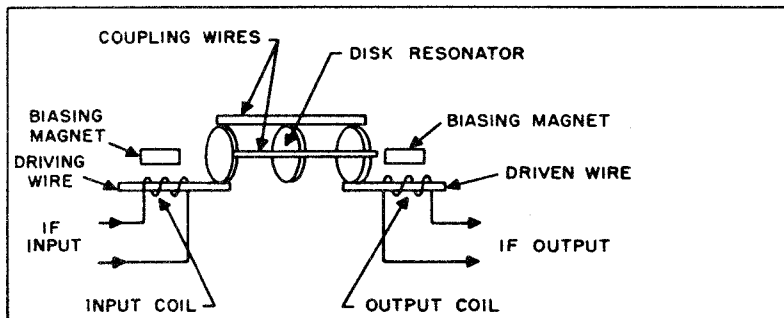 COUPLING WIRES
DISK RESONATOR
BIASING
MAGNET
BIASING MAGNET
DRIVING
WIRE
DRIVEN WIRE
IF
INPUT
IF OUTPUT
INPUT COIL
OUTPUT COIL